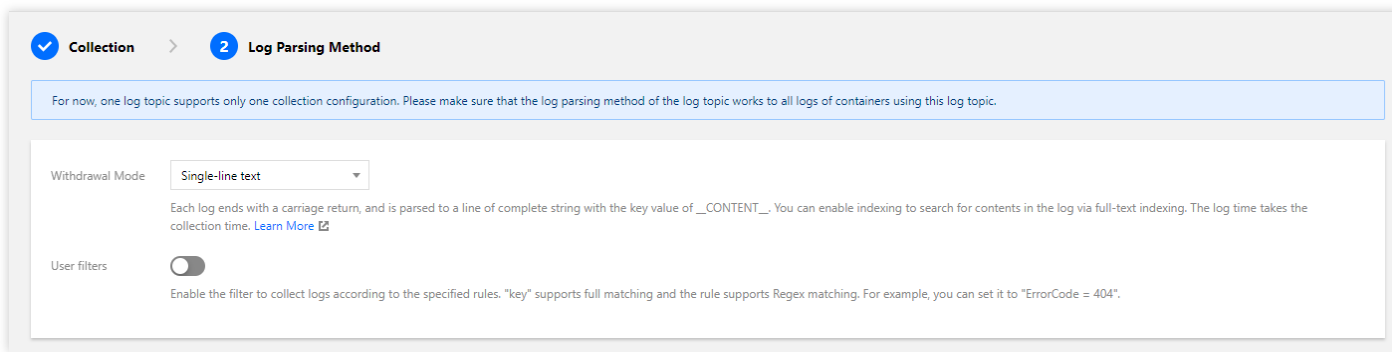 Collection
2 Log Parsing Method
For now, one log topic supports only one collection configuration. Please make sure that the log parsing method of the log topic works to all logs of containers using this log topic.
Withdrawal Mode Single-line text
Each log ends with a carriage return, and is parsed to a line of complete string with the key value of __CONTENT__. You can enable indexing to search for contents in the log via full-text indexing. The log time takes the
collection time. Learn More
User filters
Enable the filter to collect logs according to the specified rules. "key" supports full matching and the rule supports Regex matching. For example, you can set it to "ErrorCode = 404".